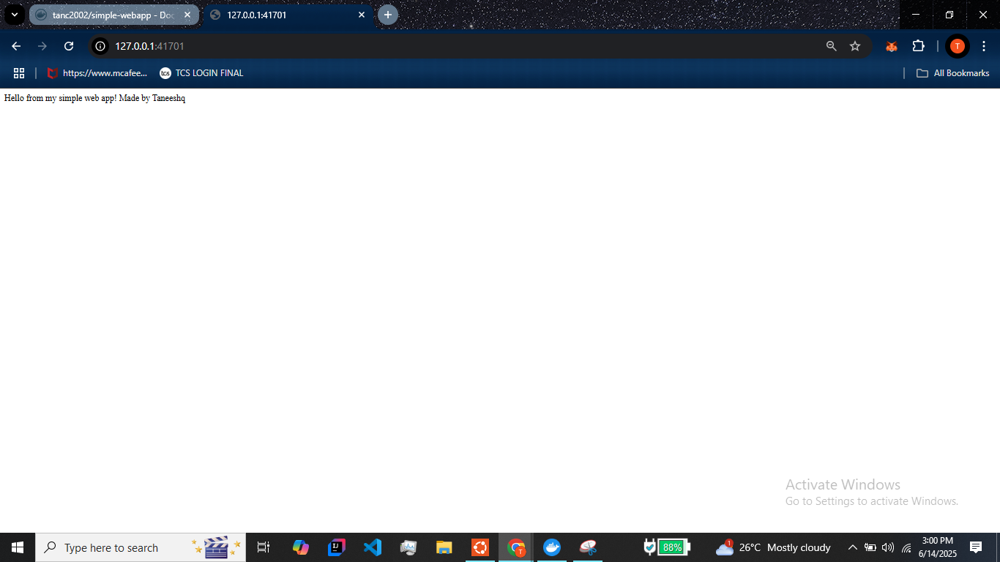 tanc2002/simple-webapp - Doc
127.0.0.1:41701
127.0.0.1:41701
T
https://www.mcafee...
tcs TCS LOGIN FINAL
All Bookmarks
Hello from my simple web app! Made by Taneeshq
Activate Windows
Go to Settings to activate Windows.
Type here to search
IJ
T
88%
1
26°C Mostly cloudy
3:00 PM
6/14/2025